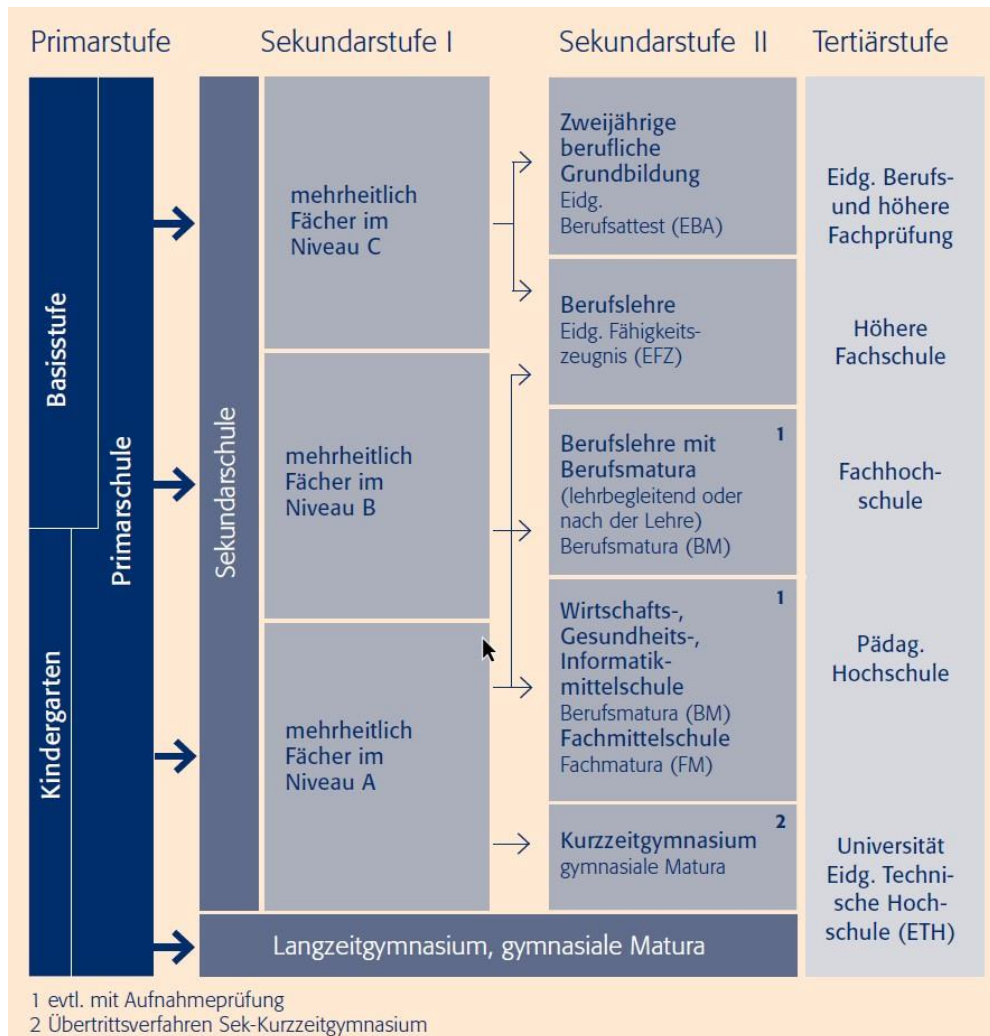 Primarstufe
Sekundarstufe I
Sekundarstufe II
Tertiärstufe
Basisstufe
Kindergarten
Primarschule
Sekundarschule
mehrheitlich
Fächer im
Niveau C
mehrheitlich
Fächer im
Niveau B
mehrheitlich
Fächer im
Niveau A
Zweijährige
berufliche
Grundbildung
Eidg.
Berufsattest (EBA)
Berufslehre
Eidg. Fähigkeits-
zeugnis (EFZ)
Berufslehre mit 1
Berufsmatura
(lehrbegleitend oder
nach der Lehre)
Berufsmatura (BM)
Wirtschafts-, 1
Gesundheits-,
Informatik-
mittelschule
Berufsmatura (BM)
Fachmittelschule
Fachmatura (FM)
Kurzzeitgymnasium 2
gymnasiale Matura
Langzeitgymnasium, gymnasiale Matura
Eidg. Berufs-
und höhere
Fachprüfung
Höhere
Fachschule
Fachhoch-
schule
Pädag.
Hochschule
Universität
Eidg. Techni-
sche Hoch-
schule (ETH)
1 evtl. mit Aufnahmeprüfung
2 Übertrittsverfahren Sek-Kurzzeitgymnasium